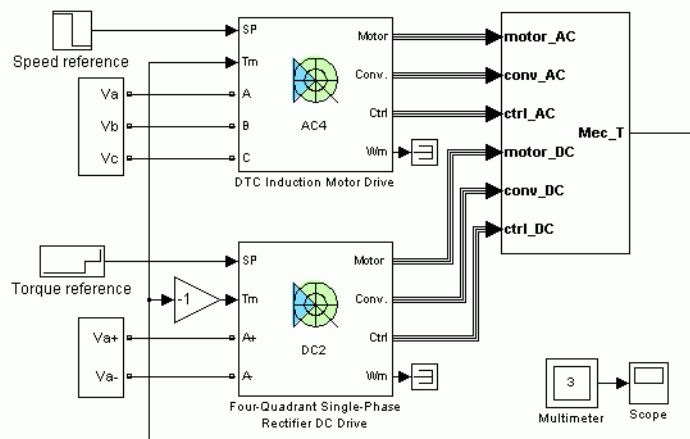 Speed reference
SP
Motor
motor_AC
Tm
Va
A
Conv.
conv_AC
Vb
B
AC4
Ctrl
ctrl_AC
Mec_T
Vc
C
Wm
motor_DC
DTC Induction Motor Drive
conv_DC
ctrl_DC
SP
Motor
Torque reference
-1
Tm
Conv.
Va+
A+
DC2
Ctrl
Va-
A-
Wm
Four-Quadrant Single-Phase
Rectifier DC Drive
3
Multimeter
Scope